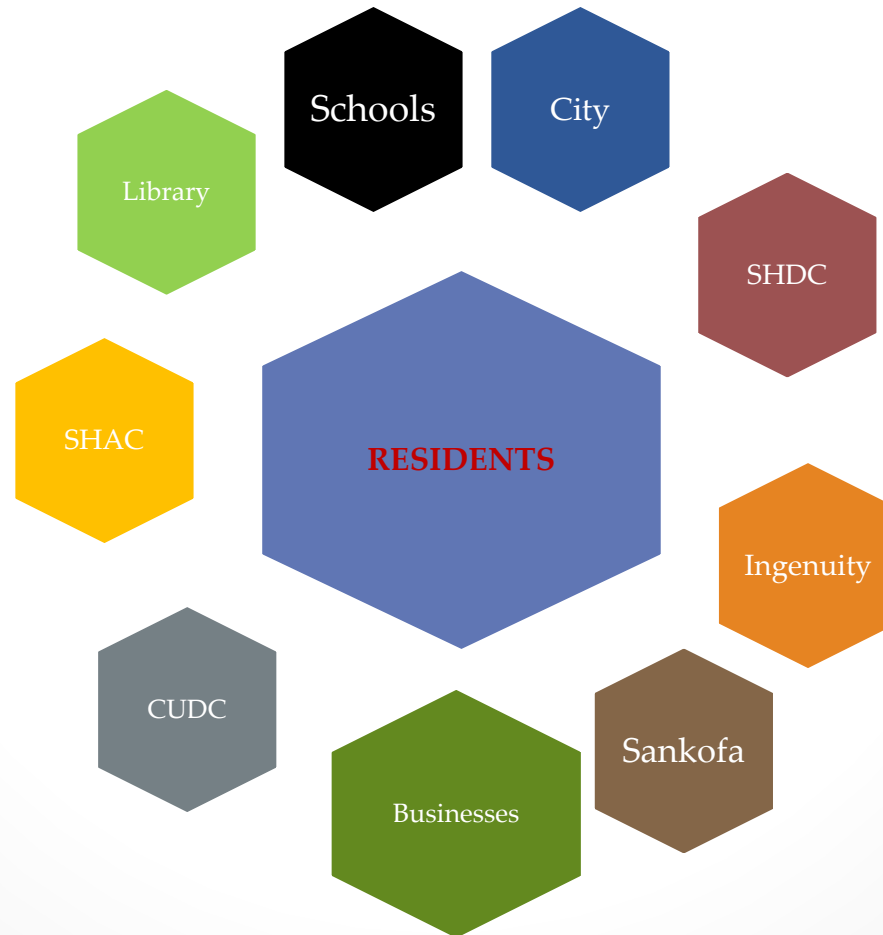 Schools
City
Library
SHDC
SHAC
RESIDENTS
Ingenuity
CUDC
Sankofa
Businesses